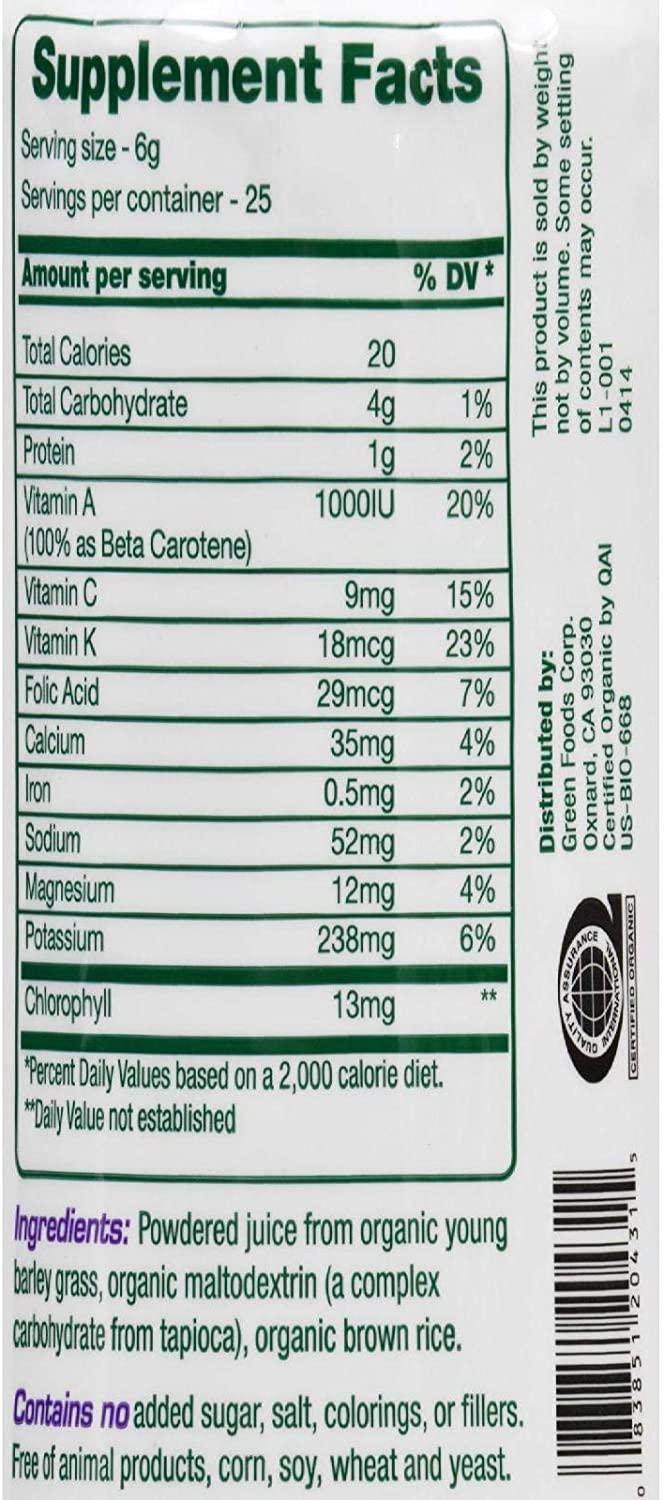 Supplement Facts
Serving size - 6g
Servings per container - 25
Amount per serving % DV *
Total Calories 20
Total Carbohydrate 4g 1%
Protein 1g 2%
Vitamin A 1000IU 20%
(100% as Beta Carotene)
Vitamin C 9mg 15%
Vitamin K 18mcg 23%
Folic Acid 29mcg 7%
Calcium 35mg 4%
Iron 0.5mg 2%
Sodium 52mg 2%
Magnesium 12mg 4%
Potassium 238mg 6%
Chlorophyll 13mg **
*Percent Daily Values based on a 2,000 calorie diet.
**Daily Value not established
Ingredients: Powdered juice from organic young
barley grass, organic maltodextrin (a complex
carbohydrate from tapioca), organic brown rice.
Contains no added sugar, salt, colorings, or fillers.
Free of animal products, corn, soy, wheat and yeast.
This product is sold by weight
not by volume. Some settling
of contents may occur.
L1-001
0414
Distributed by:
Green Foods Corp.
Oxnard, CA 93030
Certified Organic by QAI
US-BIO-668
QUALITY ASSURANCE INTERNATIONAL
CERTIFIED ORGANIC
0 83851 20431 5